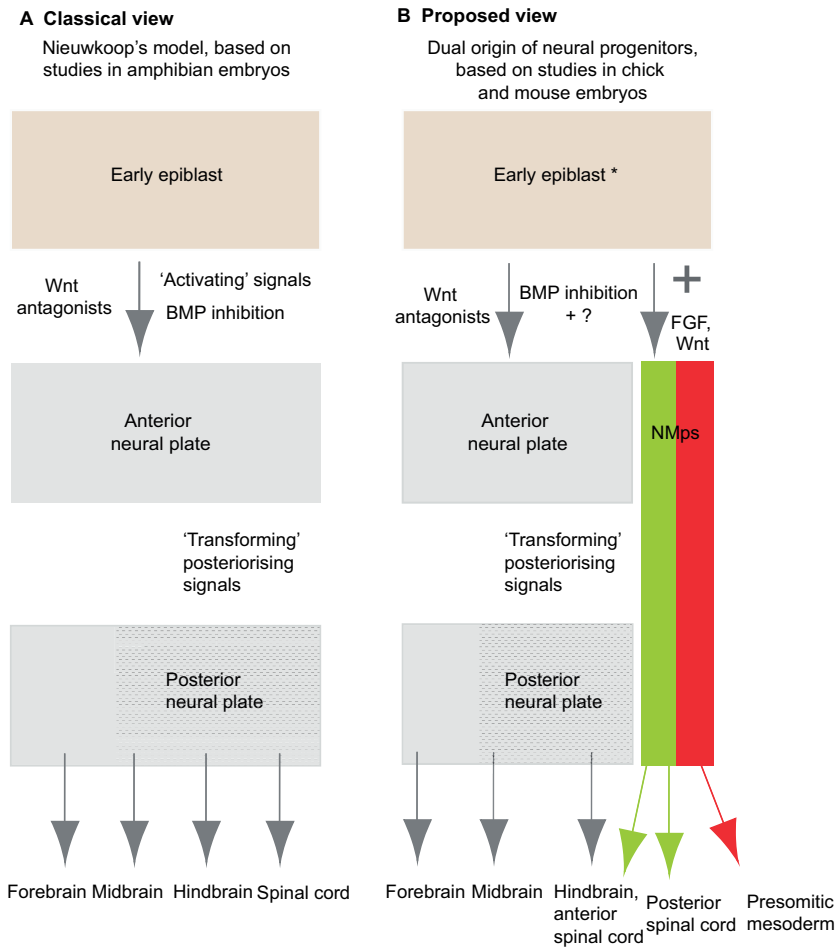 A Classical view
Nieuwkoop's model, based on
studies in amphibian embryos
Early epiblast
Wnt
antagonists
'Activating' signals
BMP inhibition
Anterior
neural plate
'Transforming'
posteriorising
signals
Posterior
neural plate
Forebrain
Midbrain
Hindbrain
Spinal cord
B Proposed view
Dual origin of neural progenitors,
based on studies in chick
and mouse embryos
Early epiblast *
Wnt
antagonists
BMP inhibition
+ ?
+
FGF,
Wnt
Anterior
neural plate
NMps
'Transforming'
posteriorising
signals
Posterior
neural plate
Forebrain
Midbrain
Hindbrain,
anterior
spinal cord
Posterior
spinal cord
Presomitic
mesoderm